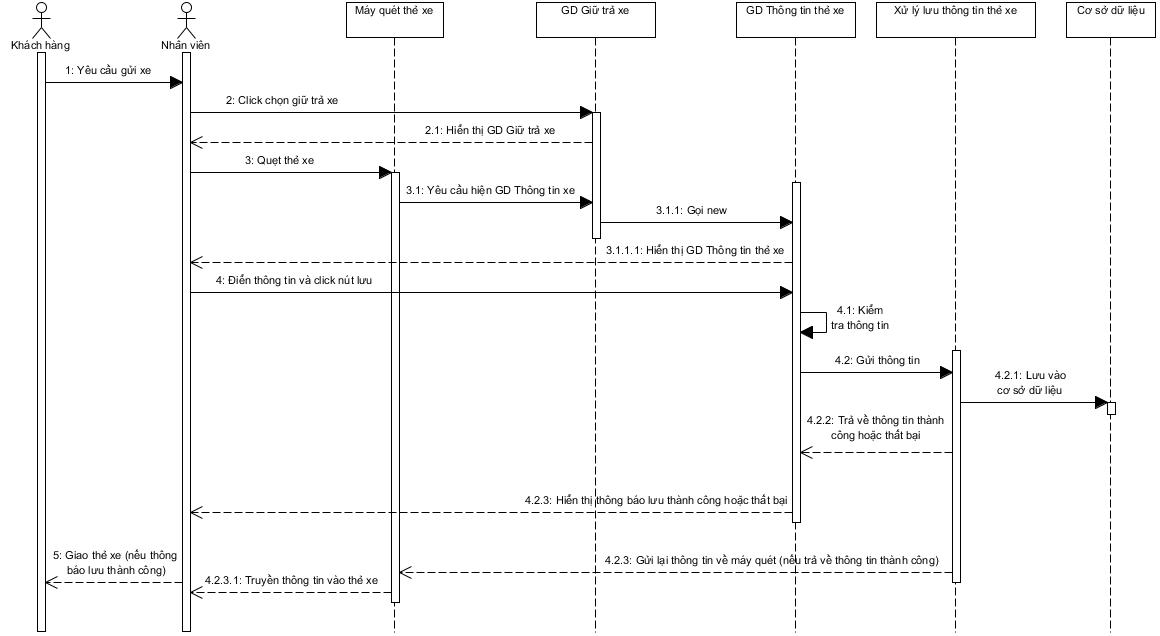 Máy quét thẻ xe
GD Giữ trả xe
GD Thông tin thẻ xe
Xử lý lưu thông tin thẻ xe
Cơ sở dữ liệu
Khách hàng
Nhân viên
1: Yêu cầu gửi xe
2: Click chọn giữ trả xe
2.1: Hiển thị GD Giữ trả xe
3: Quẹt thẻ xe
3.1: Yêu cầu hiện GD Thông tin xe
3.1.1: Gọi new
3.1.1.1: Hiển thị GD Thông tin thẻ xe
4: Điền thông tin và click nút lưu
4.1: Kiểm
tra thông tin
4.2: Gửi thông tin
4.2.1: Lưu vào
cơ sở dữ liệu
4.2.2: Trả về thông tin thành
công hoặc thất bại
4.2.3: Hiển thị thông báo lưu thành công hoặc thất bại
5: Giao thẻ xe (nếu thông
báo lưu thành công)
4.2.3: Gửi lại thông tin về máy quét (nếu trả về thông tin thành công)
4.2.3.1: Truyền thông tin vào thẻ xe